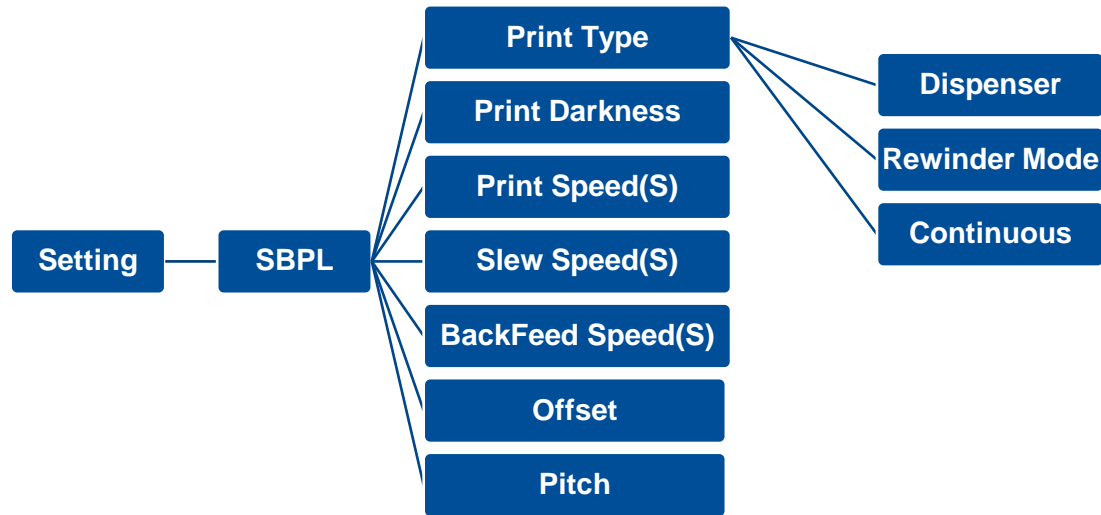 Setting
SBPL
Print Type
Print Darkness
Print Speed(S)
Slew Speed(S)
BackFeed Speed(S)
Offset
Pitch
Dispenser
Rewinder Mode
Continuous